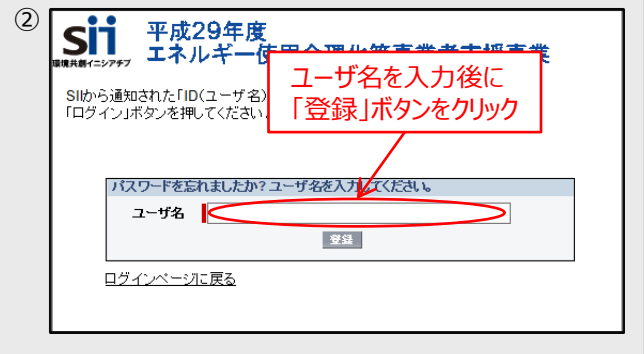 ②
sii
環境共創イニシアチブ
平成29年度
エネルギー使用合理化等事業者支援事業
ユーザ名を入力後に
「登録」ボタンをクリック
SIIから通知された「ID(ユーザ名)
「ログイン」ボタンを押してください。
パスワードを忘れましたか?ユーザ名を入力してください。
ユーザ名
登録
ログインページに戻る